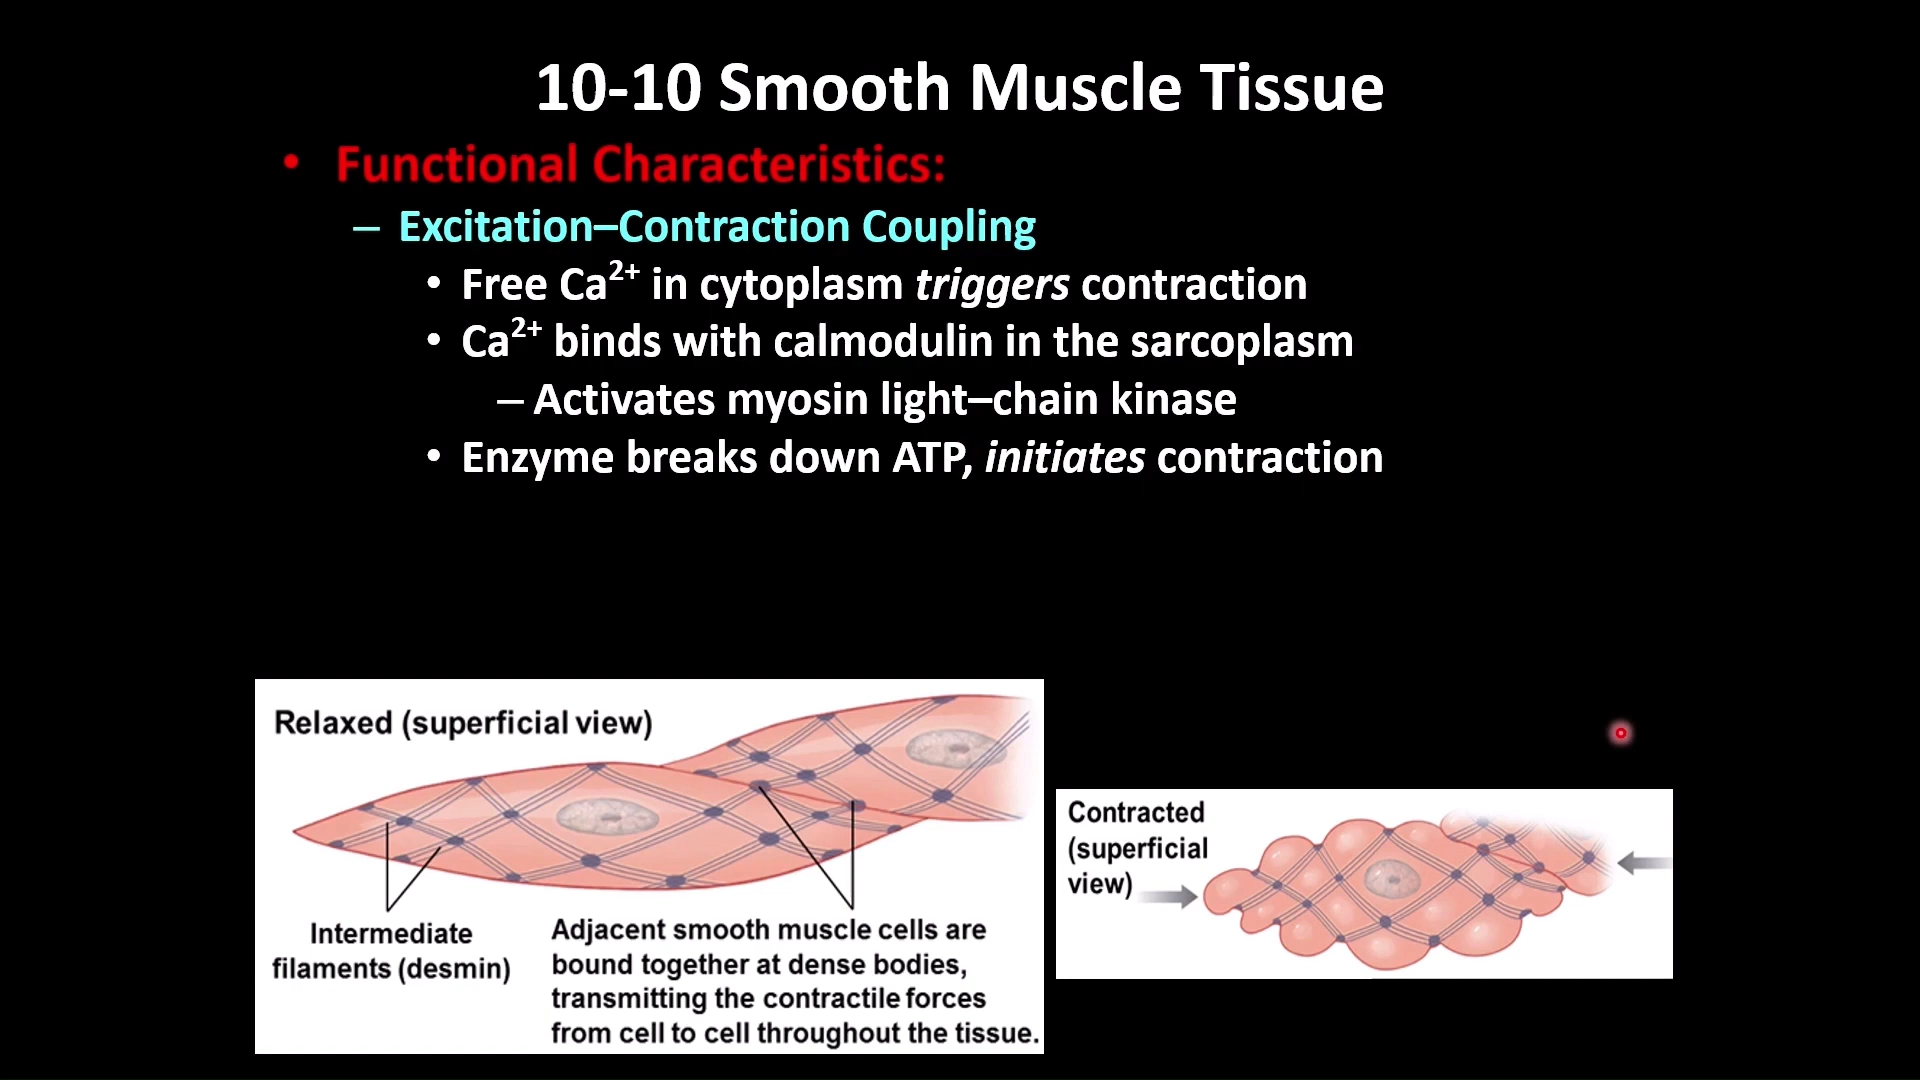 10-10 Smooth Muscle Tissue
• Functional Characteristics:
– Excitation–Contraction Coupling
• Free Ca²⁺ in cytoplasm triggers contraction
• Ca²⁺ binds with calmodulin in the sarcoplasm
– Activates myosin light–chain kinase
• Enzyme breaks down ATP, initiates contraction
Relaxed (superficial view)
Intermediate
filaments (desmin)
Adjacent smooth muscle cells are
bound together at dense bodies,
transmitting the contractile forces
from cell to cell throughout the tissue.
Contracted
(superficial
view)